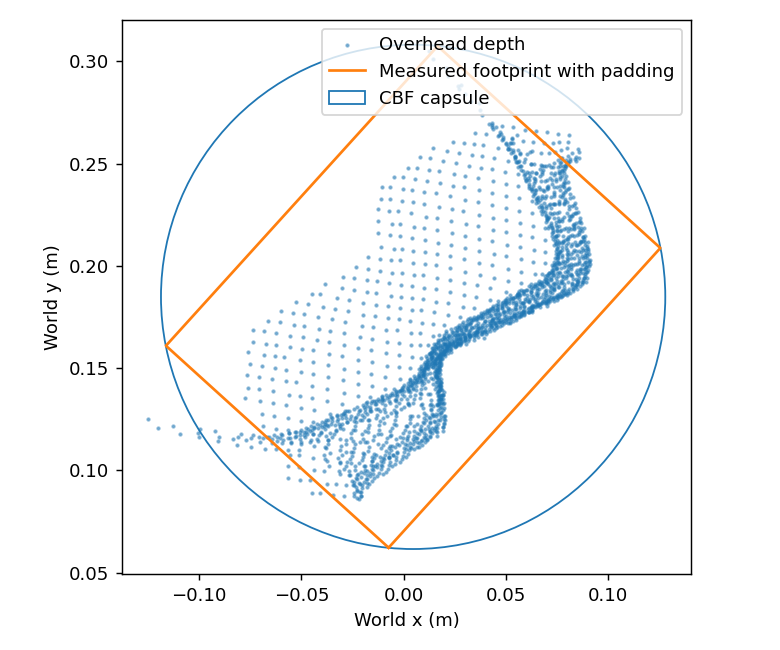 Overhead depth
Measured footprint with padding
CBF capsule
0.30
0.25
0.20
0.15
0.10
0.05
World y (m)
−0.10 −0.05 0.00 0.05 0.10
World x (m)